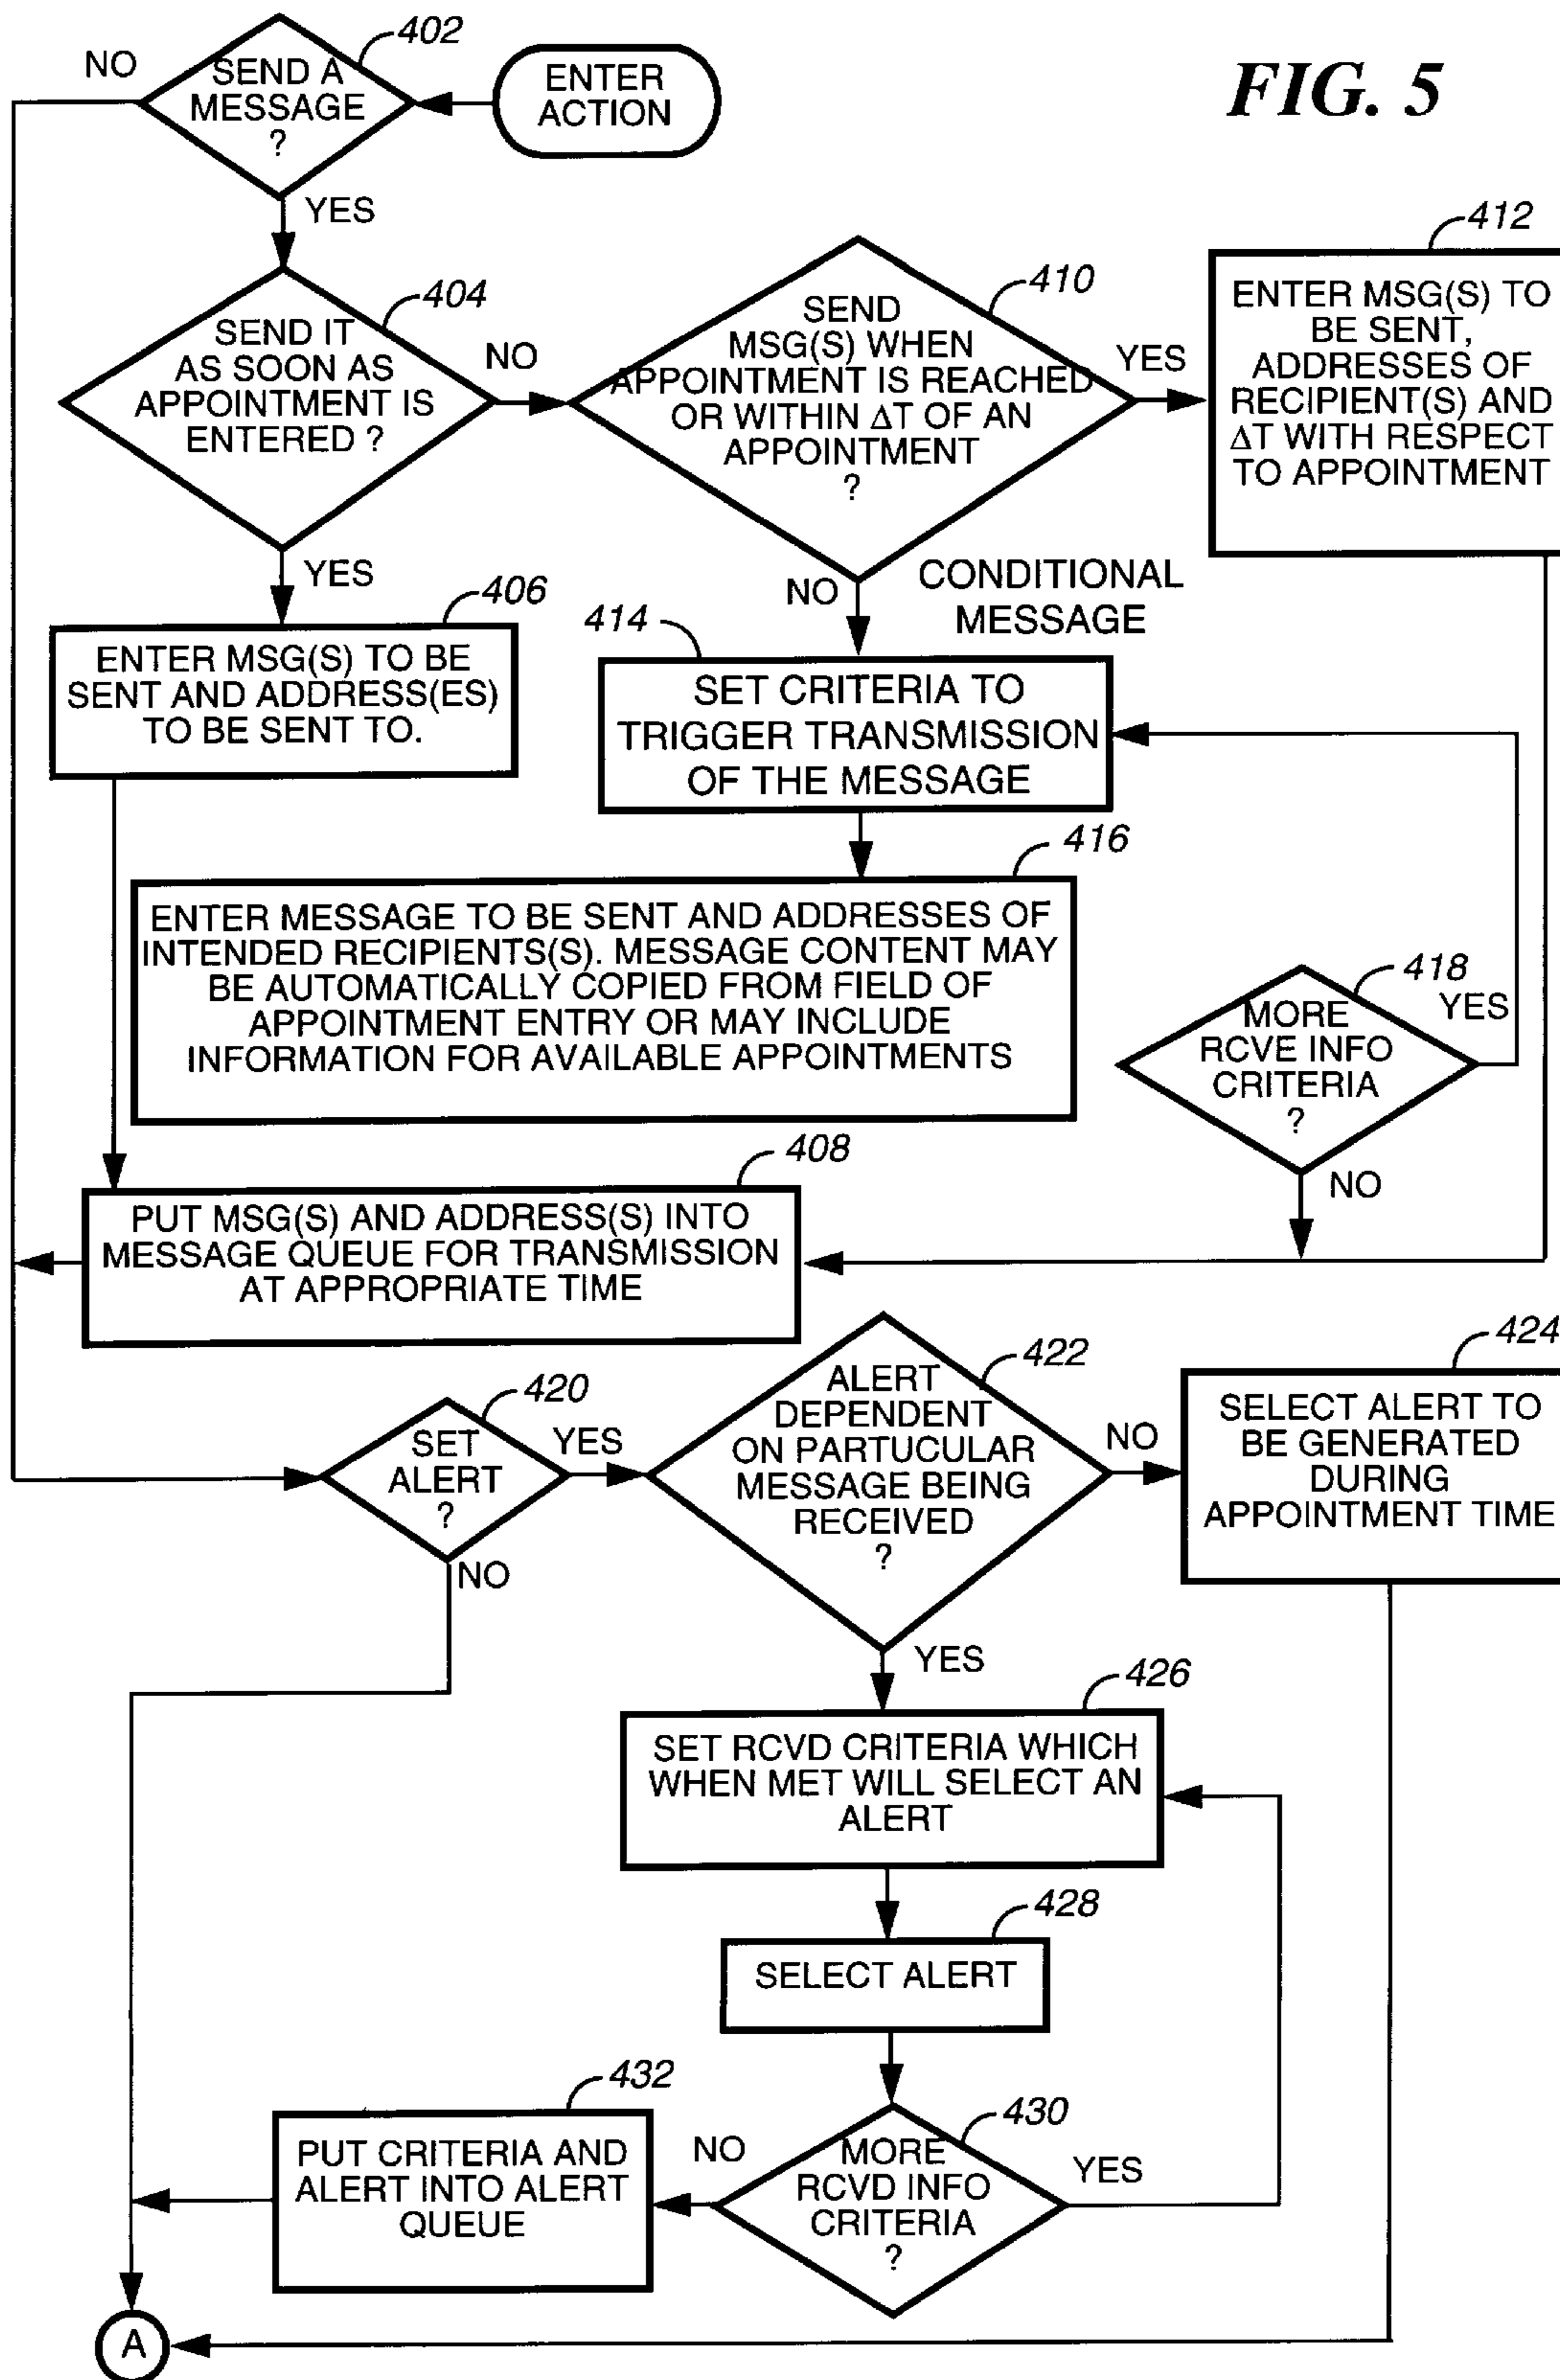 FIG. 5
402
NO
SEND A
MESSAGE
?
ENTER
ACTION
YES
404
SEND IT
AS SOON AS
APPOINTMENT IS
ENTERED ?
NO
410
SEND
MSG(S) WHEN
APPOINTMENT IS REACHED
OR WITHIN ΔT OF AN
APPOINTMENT
?
YES
412
ENTER MSG(S) TO
BE SENT,
ADDRESSES OF
RECIPIENT(S) AND
ΔT WITH RESPECT
TO APPOINTMENT
YES
406
ENTER MSG(S) TO BE
SENT AND ADDRESS(ES)
TO BE SENT TO.
NO
CONDITIONAL
MESSAGE
414
SET CRITERIA TO
TRIGGER TRANSMISSION
OF THE MESSAGE
416
ENTER MESSAGE TO BE SENT AND ADDRESSES OF
INTENDED RECIPIENTS(S). MESSAGE CONTENT MAY
BE AUTOMATICALLY COPIED FROM FIELD OF
APPOINTMENT ENTRY OR MAY INCLUDE
INFORMATION FOR AVAILABLE APPOINTMENTS
418
YES
MORE
RCVE INFO
CRITERIA
?
NO
408
PUT MSG(S) AND ADDRESS(S) INTO
MESSAGE QUEUE FOR TRANSMISSION
AT APPROPRIATE TIME
420
SET
ALERT
?
YES
NO
422
ALERT
DEPENDENT
ON PARTUCULAR
MESSAGE BEING
RECEIVED
?
NO
424
SELECT ALERT TO
BE GENERATED
DURING
APPOINTMENT TIME
YES
426
SET RCVD CRITERIA WHICH
WHEN MET WILL SELECT AN
ALERT
428
SELECT ALERT
430
MORE
RCVD INFO
CRITERIA
?
YES
NO
432
PUT CRITERIA AND
ALERT INTO ALERT
QUEUE
A